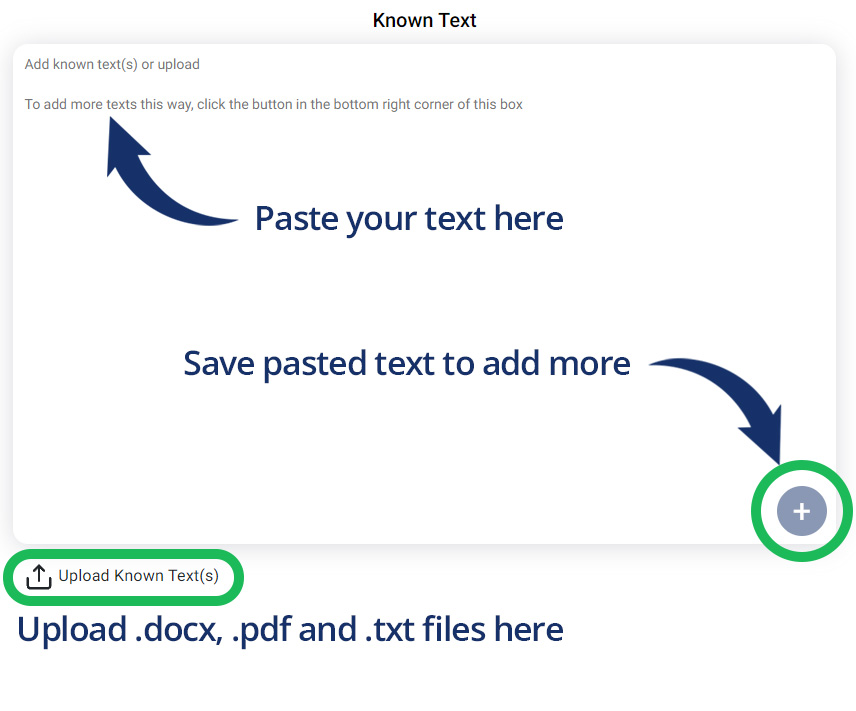 Known Text
Add known text(s) or upload
To add more texts this way, click the button in the bottom right corner of this box
Paste your text here
Save pasted text to add more
+
Upload Known Text(s)
Upload .docx, .pdf and .txt files here